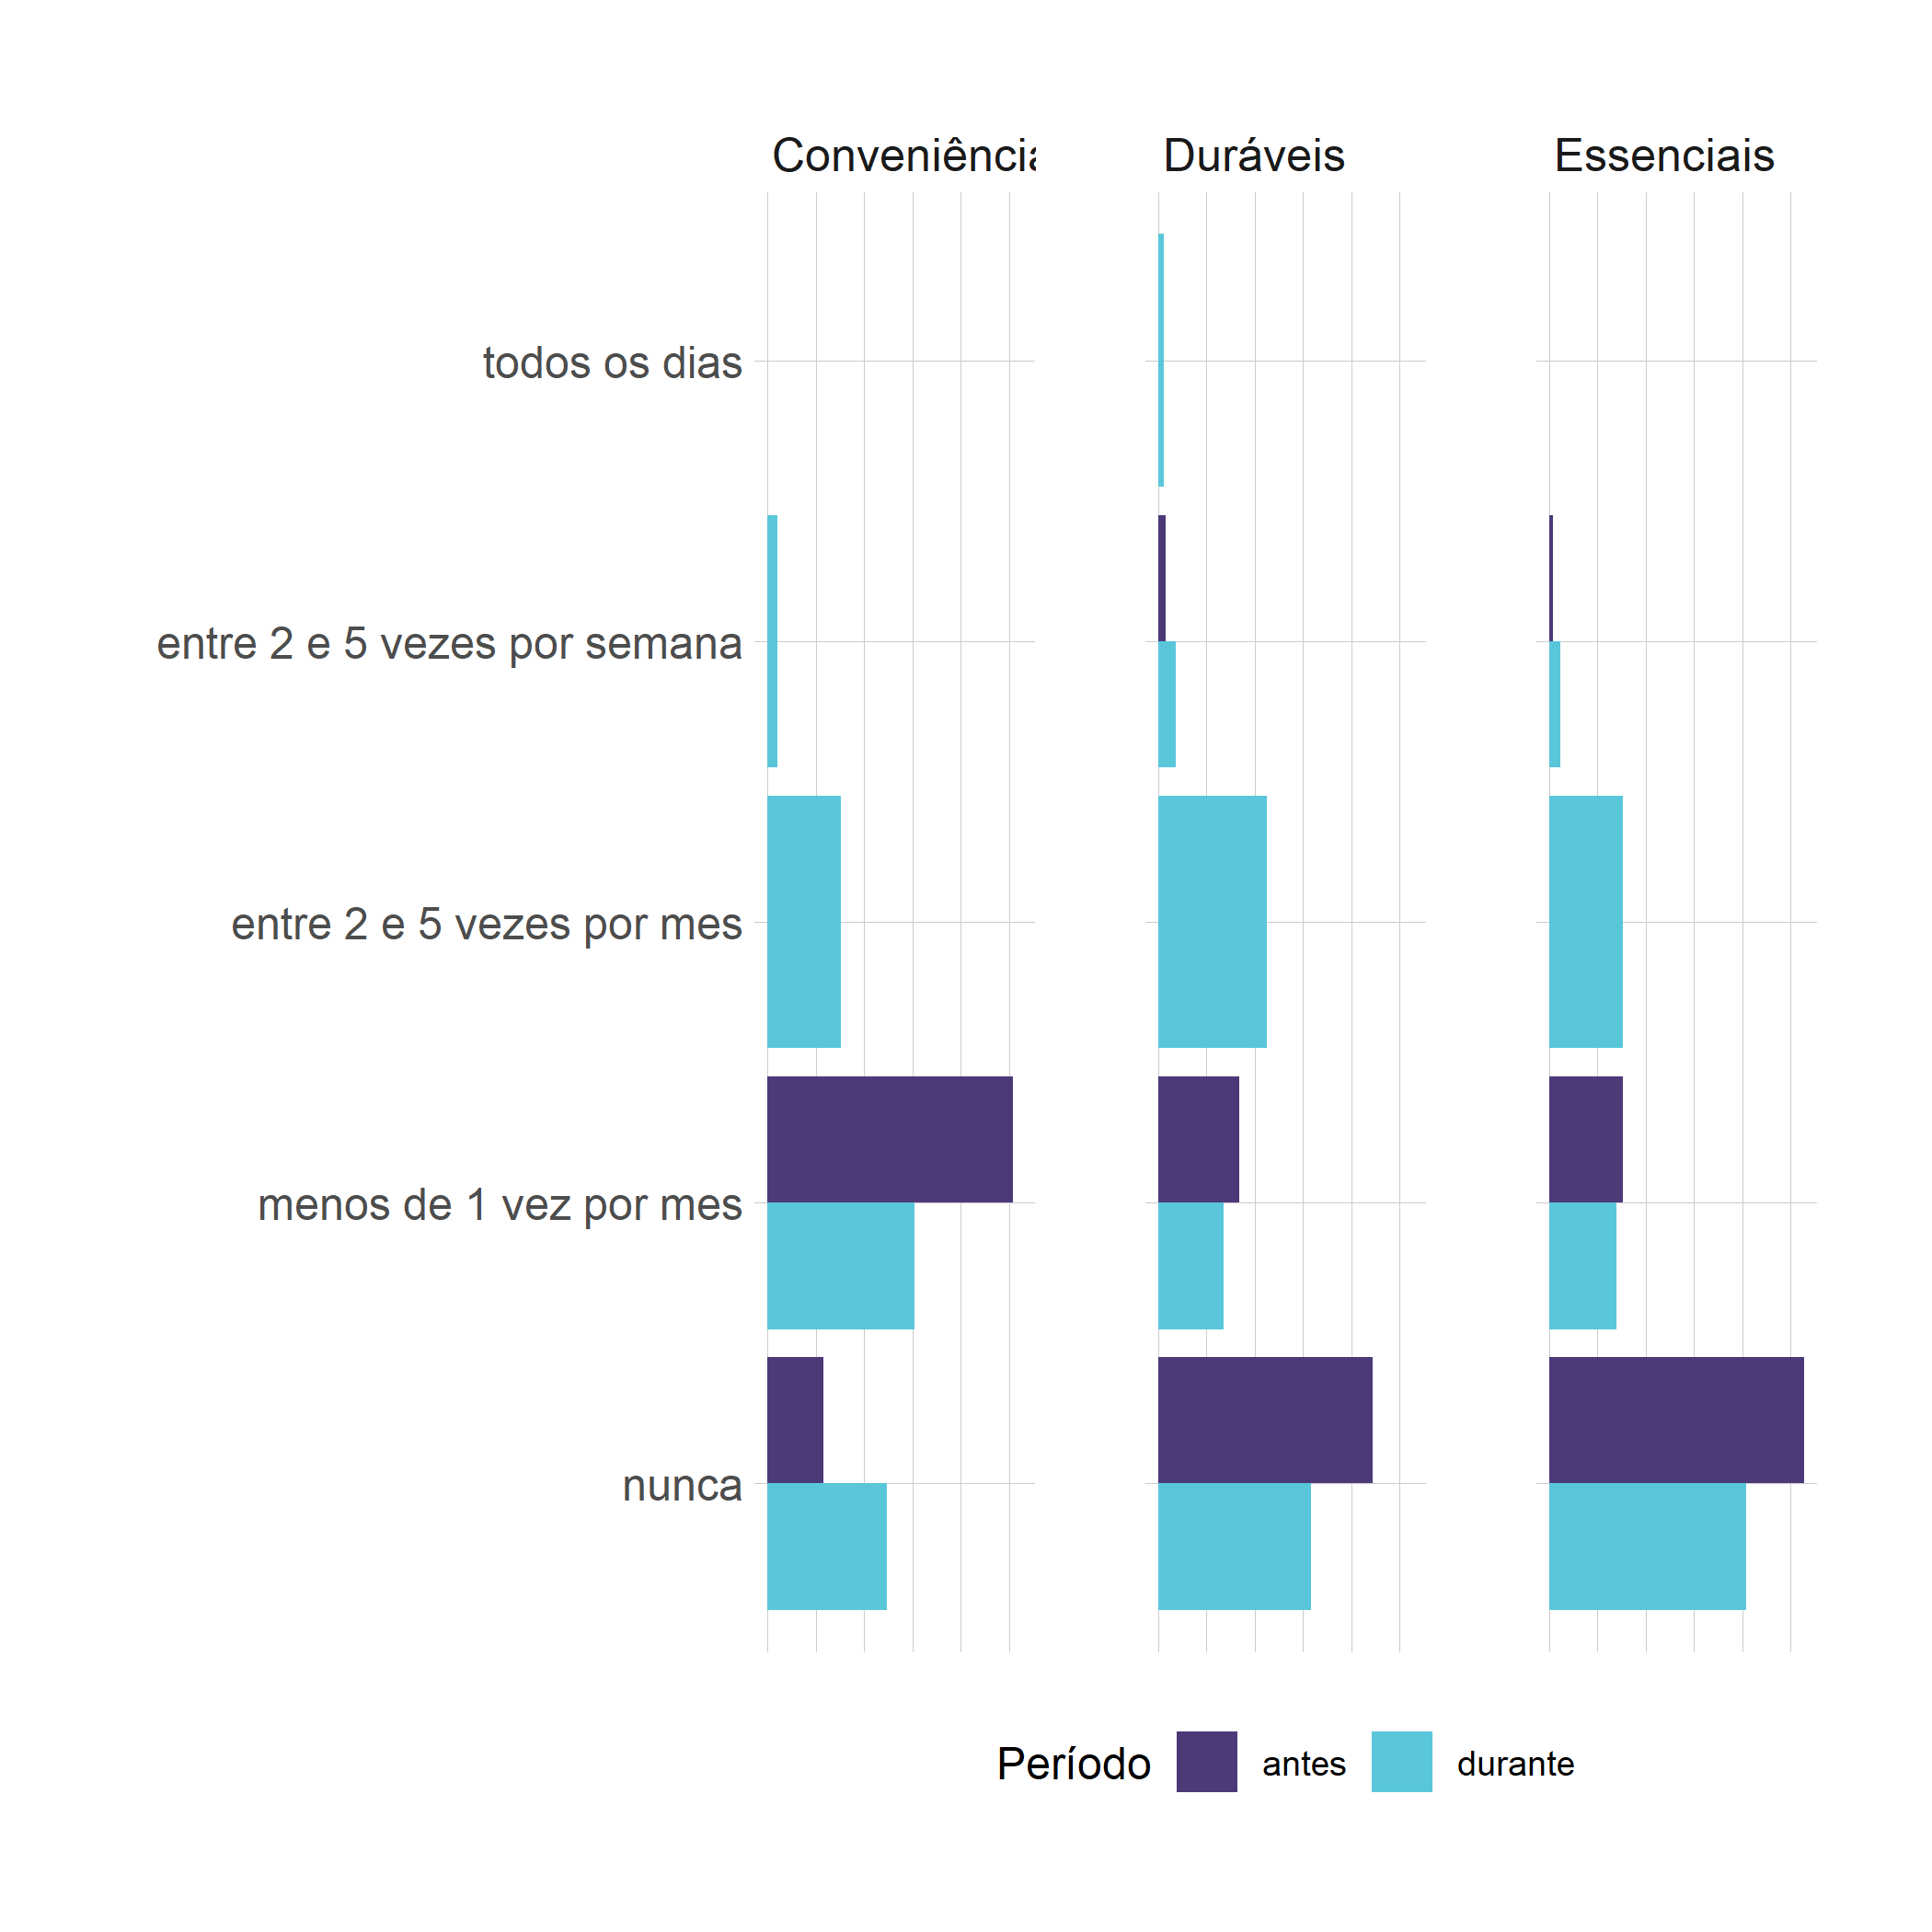 Conveniência
Duráveis
Essenciais
todos os dias
entre 2 e 5 vezes por semana
entre 2 e 5 vezes por mes
menos de 1 vez por mes
nunca
Período antes durante